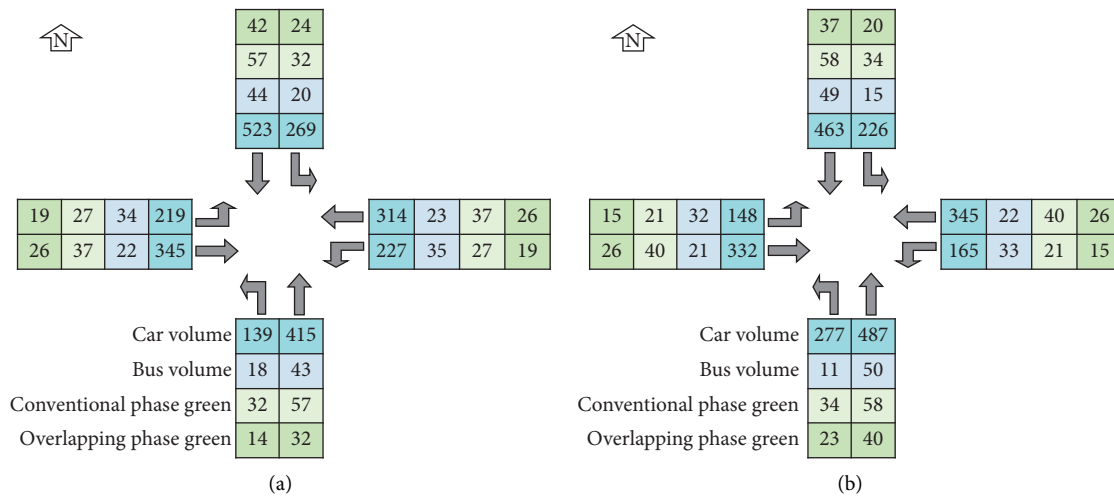 42 24
57 32
44 20
523 269
N
19 27 34 219
26 37 22 345
314 23 37 26
227 35 27 19
Car volume 139 415
Bus volume 18 43
Conventional phase green 32 57
Overlapping phase green 14 32
(a)
37 20
58 34
49 15
463 226
N
15 21 32 148
26 40 21 332
345 22 40 26
165 33 21 15
Car volume 277 487
Bus volume 11 50
Conventional phase green 34 58
Overlapping phase green 23 40
(b)